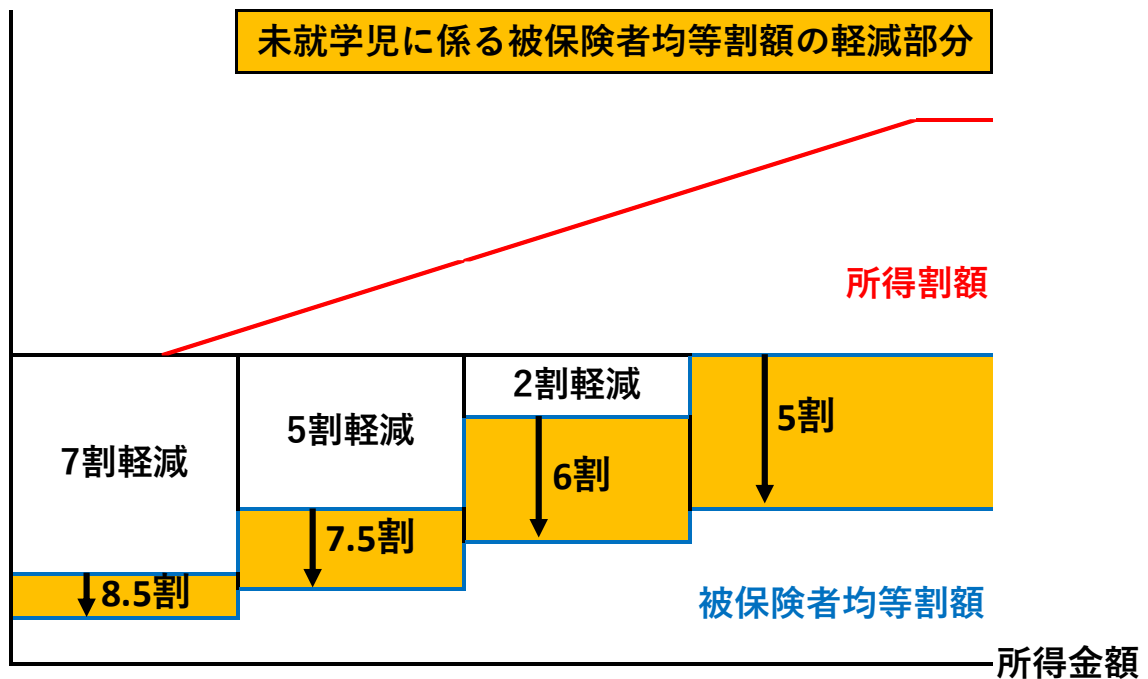 未就学児に係る被保険者均等割額の軽減部分
所得割額
2割軽減
5割軽減
5割
7割軽減
6割
7.5割
8.5割
被保険者均等割額
所得金額